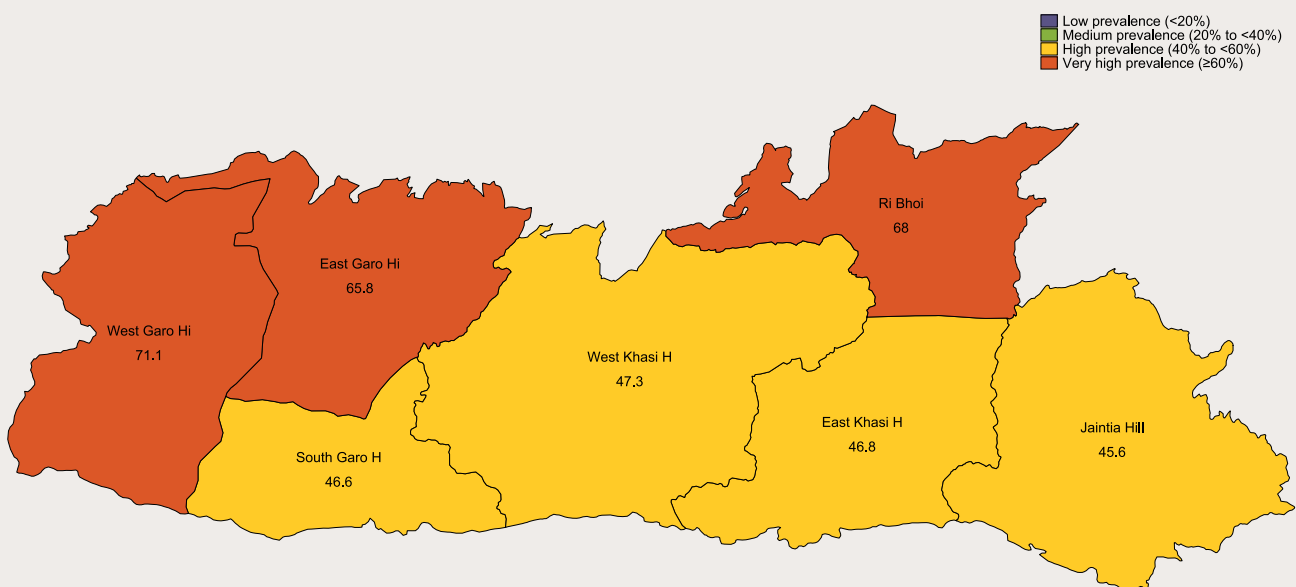 Low prevalence (<20%)
Medium prevalence (20% to <40%)
High prevalence (40% to <60%)
Very high prevalence (≥60%)
Ri Bhoi
68
East Garo Hi
65.8
West Garo Hi
71.1
West Khasi H
47.3
East Khasi H
46.8
Jaintia Hill
45.6
South Garo H
46.6